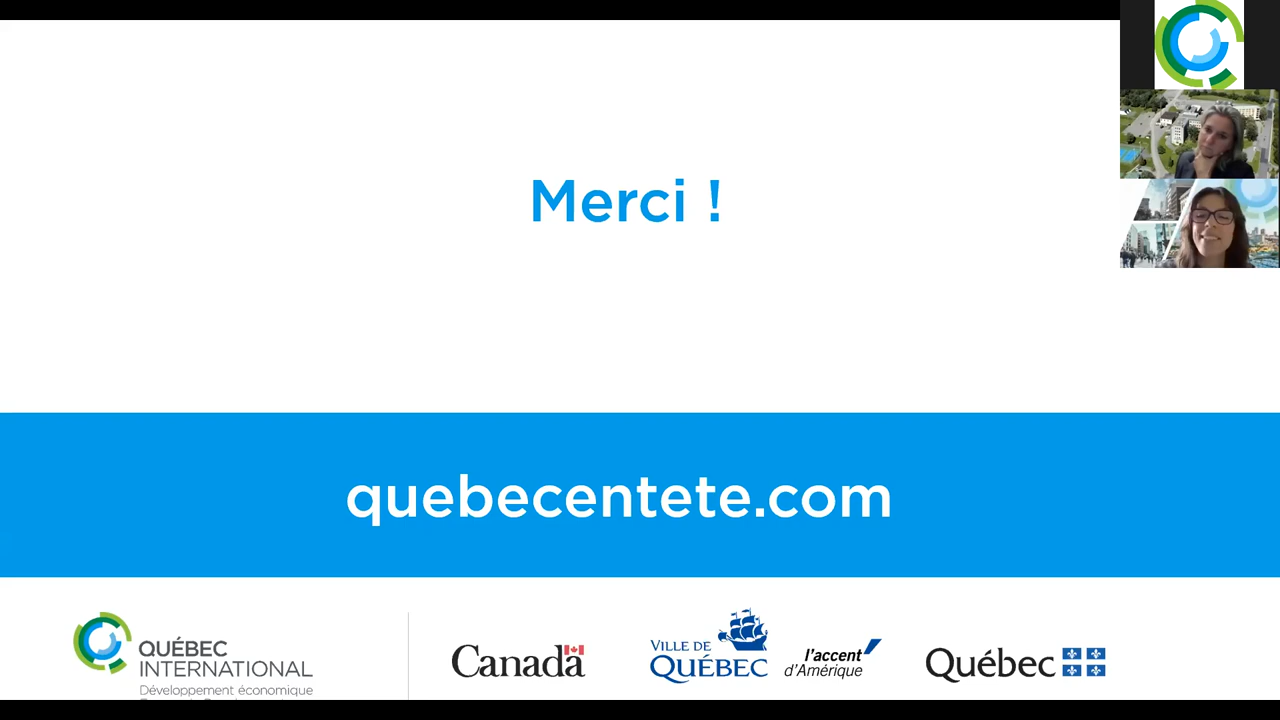 Merci !
quebecentete.com
QUÉBEC
INTERNATIONAL
Développement économique
Canada
VILLE DE
QUÉBEC
l'accent
d'Amérique
Québec